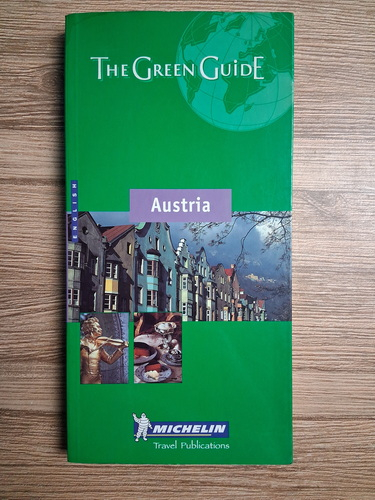 THE GREEN GUIDE
ENGLISH
Austria
MICHELIN
Travel Publications